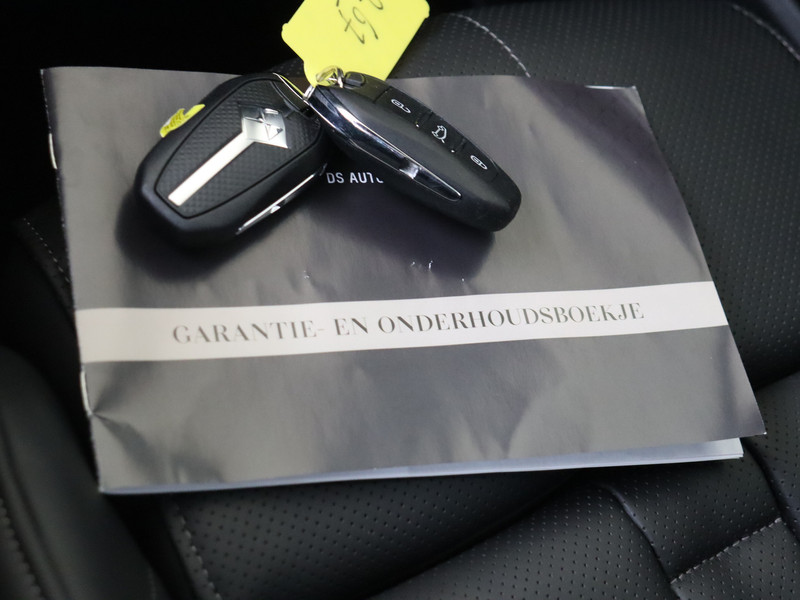 DS AUTO
GARANTIE- EN ONDERHOUDSBOEKJE